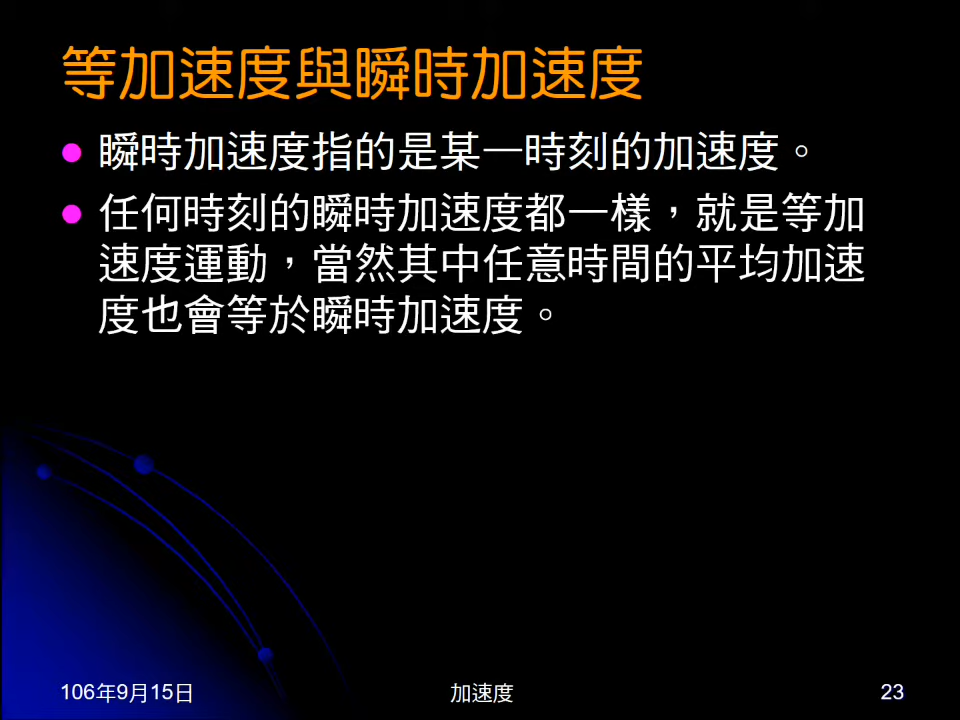 等加速度與瞬時加速度
瞬時加速度指的是某一時刻的加速度。
任何時刻的瞬時加速度都一樣，就是等加
速度運動，當然其中任意時間的平均加速
度也會等於瞬時加速度。
106年9月15日
加速度
23